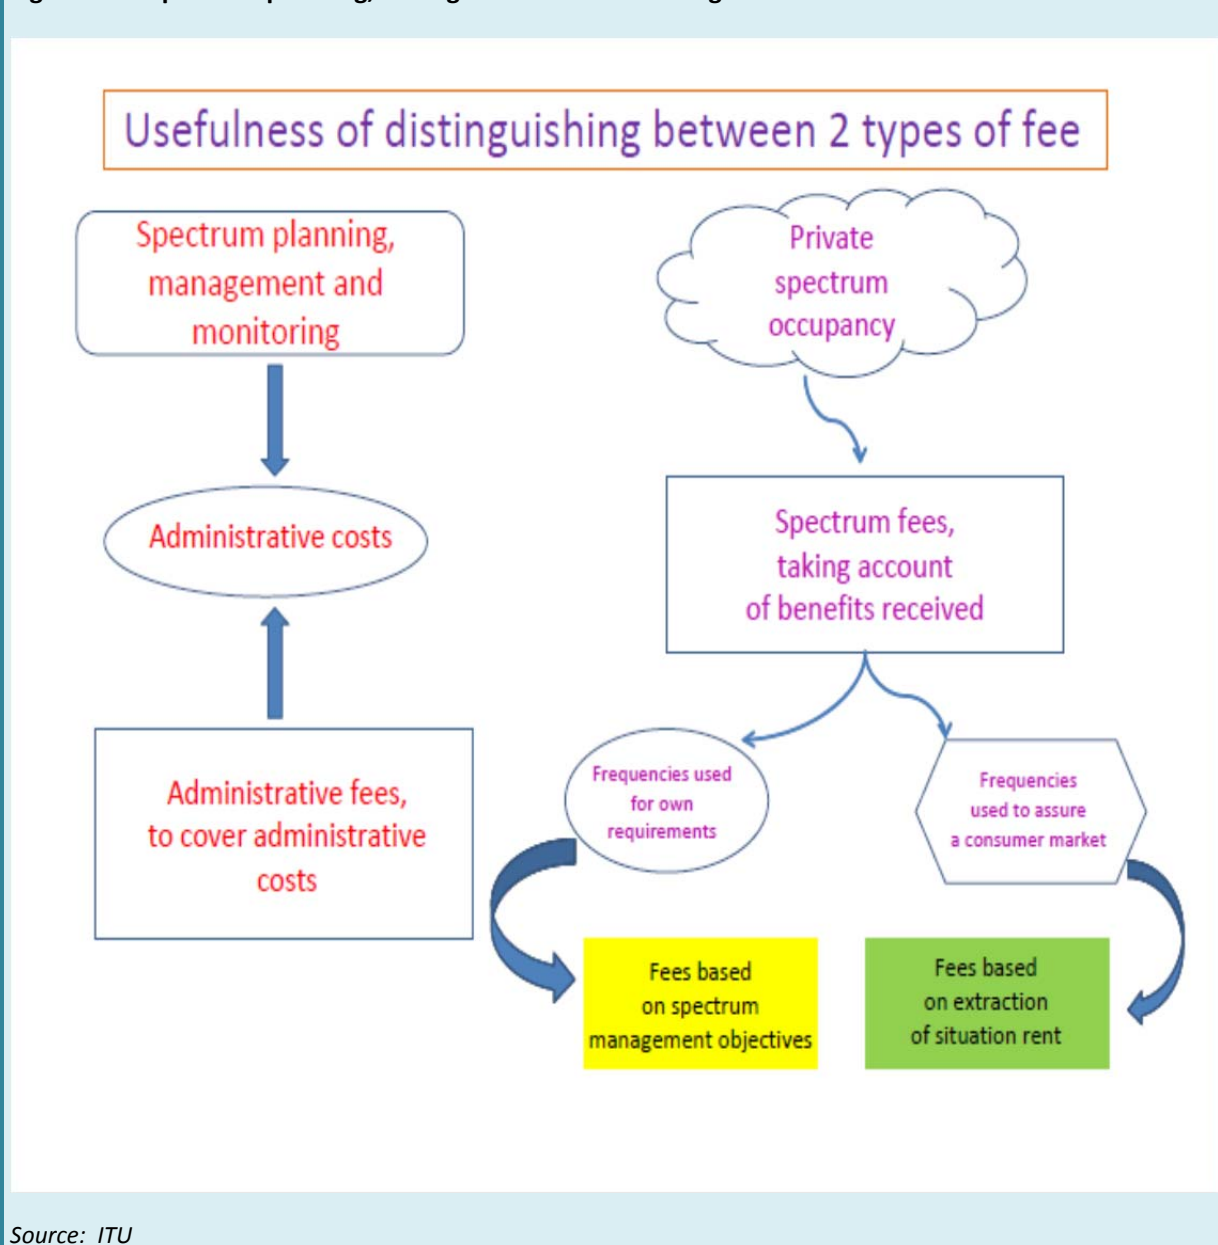 Usefulness of distinguishing between 2 types of fee
Spectrum planning,
management and
monitoring
Private
spectrum
occupancy
Administrative costs
Spectrum fees,
taking account
of benefits received
Administrative fees,
to cover administrative
costs
Frequencies used
for own
requirements
Frequencies
used to assure
a consumer market
Fees based
on spectrum
management objectives
Fees based
on extraction
of situation rent
Source: ITU